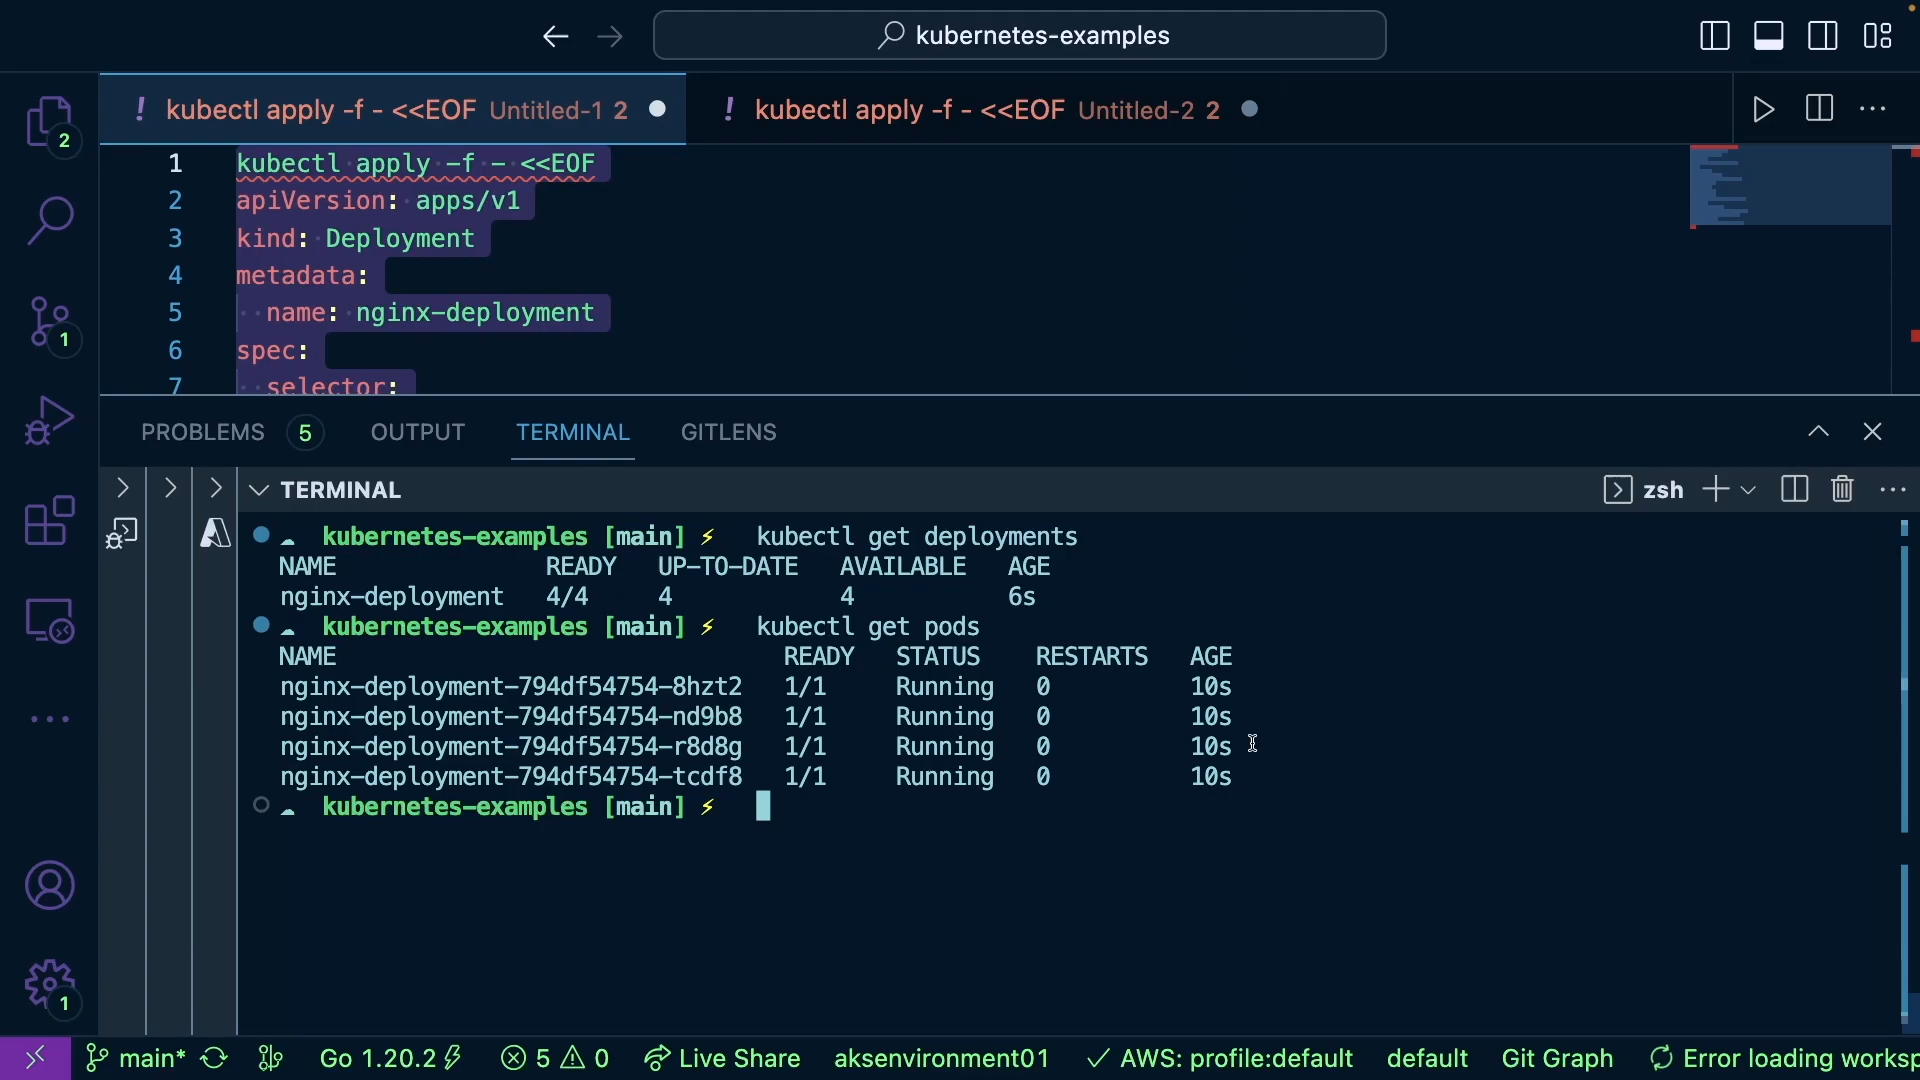 kubernetes-examples
! kubectl apply -f - <<EOF Untitled-1 2
! kubectl apply -f - <<EOF Untitled-2 2
2
1 kubectl apply -f - <<EOF
2 apiVersion: apps/v1
3 kind: Deployment
4 metadata:
5   name: nginx-deployment
6 spec:
7   selector:
1
PROBLEMS 5 OUTPUT TERMINAL GITLENS
TERMINAL zsh
kubernetes-examples [main] ⚡ kubectl get deployments
NAME READY UP-TO-DATE AVAILABLE AGE
nginx-deployment 4/4 4 4 6s
kubernetes-examples [main] ⚡ kubectl get pods
NAME READY STATUS RESTARTS AGE
nginx-deployment-794df54754-8hzt2 1/1 Running 0 10s
nginx-deployment-794df54754-nd9b8 1/1 Running 0 10s
nginx-deployment-794df54754-r8d8g 1/1 Running 0 10s
nginx-deployment-794df54754-tcdf8 1/1 Running 0 10s
kubernetes-examples [main] ⚡
1
main* Go 1.20.2 5 0 Live Share aksenvironment01 AWS: profile:default default Git Graph Error loading worksp